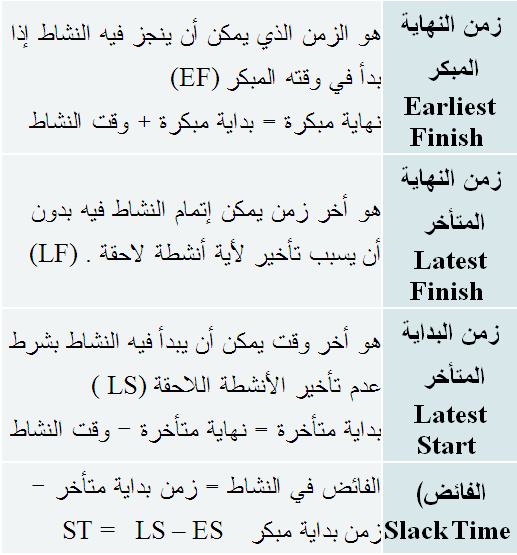 زمن النهاية
المبكر
Earliest
Finish
هو الزمن الذي يمكن أن ينجز فيه النشاط إذا
بدأ في وقته المبكر (EF)
نهاية مبكرة = بداية مبكرة + وقت النشاط
زمن النهاية
المتأخر
Latest
Finish
هو أخر زمن يمكن إتمام النشاط فيه بدون
أن يسبب تأخير لأية أنشطة لاحقة . (LF)
زمن البداية
المتأخر
Latest
Start
هو أخر وقت يمكن أن يبدأ فيه النشاط بشرط
عدم تأخير الأنشطة اللاحقة (LS )
بداية متأخرة = نهاية متأخرة – وقت النشاط
الفائض)
Slack Time
الفائض في النشاط = زمن بداية متأخر –
زمن بداية مبكر ST = LS – ES